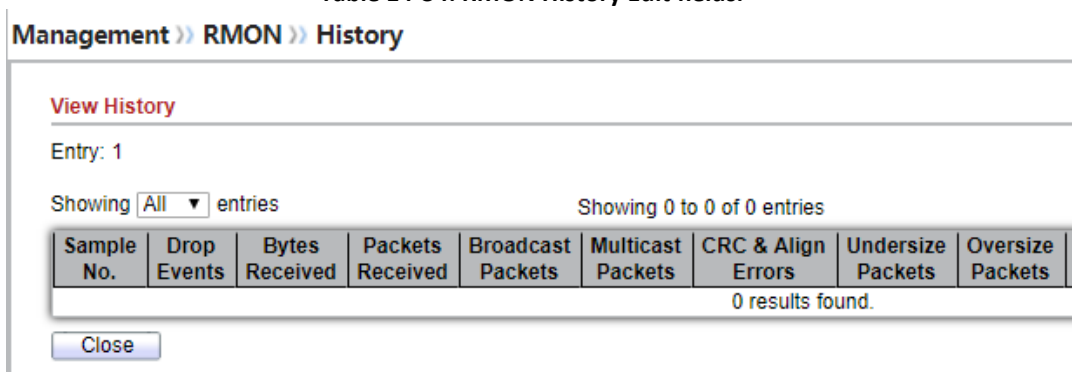 Management》RMON》History
View History
Entry: 1
Showing All ▼ entries Showing 0 to 0 of 0 entries
Sample No. Drop Events Bytes Received Packets Received Broadcast Packets Multicast Packets CRC & Align Errors Undersize Packets Oversize Packets
0 results found.
Close